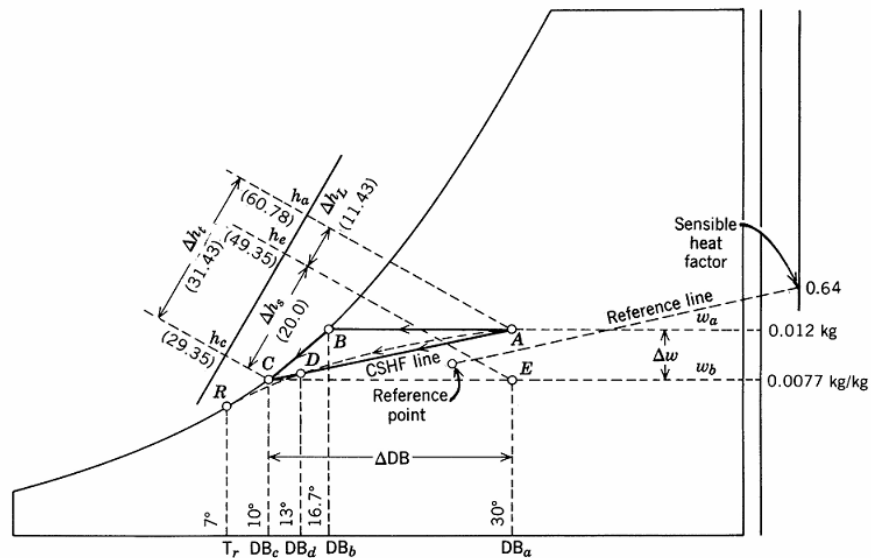 h_a
(60.78)
Δh_L
(11.43)
h_e
(49.35)
Δh_t
(31.43)
Δh_s
(20.0)
h_c
(29.35)
Sensible
heat
factor
0.64
Reference line
w_a
0.012 kg
B
A
Δw
C
D
CSHF line
E
w_b
0.0077 kg/kg
R
Reference
point
ΔDB
7°
10°
13°
16.7°
30°
T_r
DB_c
DB_d
DB_b
DB_a